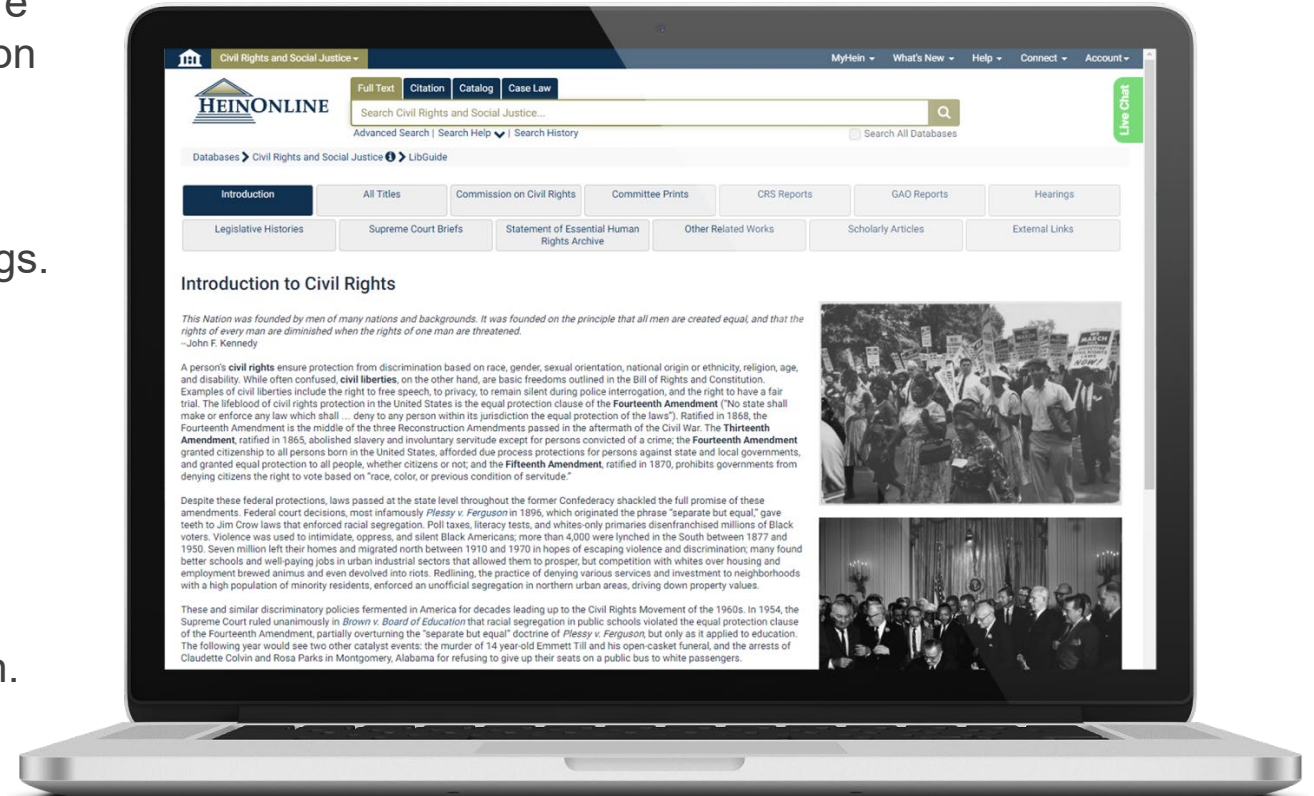 e
on
gs.
n.
Civil Rights and Social Justice
MyHein What's New Help Connect Account
HEINONLINE
Full Text Citation Catalog Case Law
Search Civil Rights and Social Justice...
Advanced Search | Search Help | Search History
Search All Databases
Live Chat
Databases Civil Rights and Social Justice LibGuide
Introduction All Titles Commission on Civil Rights Committee Prints CRS Reports GAO Reports Hearings
Legislative Histories Supreme Court Briefs Statement of Essential Human Rights Archive Other Related Works Scholarly Articles External Links
Introduction to Civil Rights
This Nation was founded by men of many nations and backgrounds. It was founded on the principle that all men are created equal, and that the
rights of every man are diminished when the rights of one man are threatened.
--John F. Kennedy
A person's civil rights ensure protection from discrimination based on race, gender, sexual orientation, national origin or ethnicity, religion, age,
and disability. While often confused, civil liberties, on the other hand, are basic freedoms outlined in the Bill of Rights and Constitution.
Examples of civil liberties include the right to free speech, to privacy, to remain silent during police interrogation, and the right to have a fair
trial. The lifeblood of civil rights protection in the United States is the equal protection clause of the Fourteenth Amendment ("No state shall
make or enforce any law which shall ... deny to any person within its jurisdiction the equal protection of the laws"). Ratified in 1868, the
Fourteenth Amendment is the middle of the three Reconstruction Amendments passed in the aftermath of the Civil War. The Thirteenth
Amendment, ratified in 1865, abolished slavery and involuntary servitude except for persons convicted of a crime; the Fourteenth Amendment
granted citizenship to all persons born in the United States, afforded due process protections for persons against state and local governments,
and granted equal protection to all people, whether citizens or not; and the Fifteenth Amendment, ratified in 1870, prohibits governments from
denying citizens the right to vote based on "race, color, or previous condition of servitude."
Despite these federal protections, laws passed at the state level throughout the former Confederacy shackled the full promise of these
amendments. Federal court decisions, most infamously Plessy v. Ferguson in 1896, which originated the phrase "separate but equal," gave
teeth to Jim Crow laws that enforced racial segregation. Poll taxes, literacy tests, and whites-only primaries disenfranchised millions of Black
voters. Violence was used to intimidate, oppress, and silent Black Americans; more than 4,000 were lynched in the South between 1877 and
1950. Seven million left their homes and migrated north between 1910 and 1970 in hopes of escaping violence and discrimination; many found
better schools and well-paying jobs in urban industrial sectors that allowed them to prosper, but competition with whites over housing and
employment brewed animus and even devolved into riots. Redlining, the practice of denying various services and investment to neighborhoods
with a high population of minority residents, enforced an unofficial segregation in northern urban areas, driving down property values.
These and similar discriminatory policies fermented in America for decades leading up to the Civil Rights Movement of the 1960s. In 1954, the
Supreme Court ruled unanimously in Brown v. Board of Education that racial segregation in public schools violated the equal protection clause
of the Fourteenth Amendment, partially overturning the "separate but equal" doctrine of Plessy v. Ferguson, but only as it applied to education.
The following year would see two other catalyst events: the murder of 14 year-old Emmett Till and his open-casket funeral, and the arrests of
Claudette Colvin and Rosa Parks in Montgomery, Alabama for refusing to give up their seats on a public bus to white passengers.